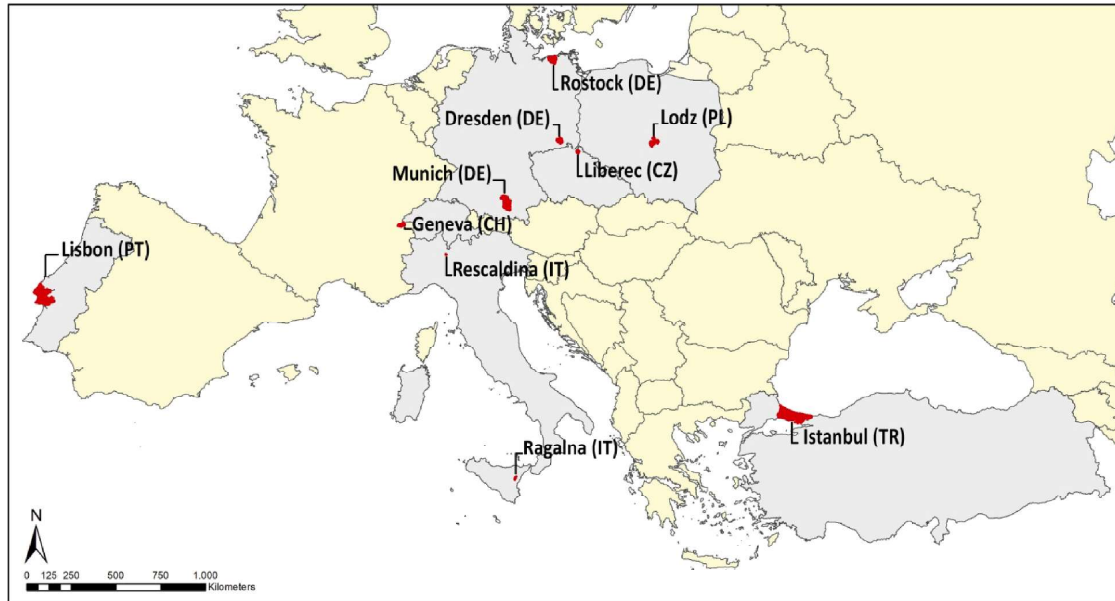 Rostock (DE)
Dresden (DE)
Lodz (PL)
Liberec (CZ)
Munich (DE)
Geneva (CH)
Lisbon (PT)
Rescaldina (IT)
Istanbul (TR)
Ragalna (IT)
N
0 125 250 500 750 1,000
Kilometers